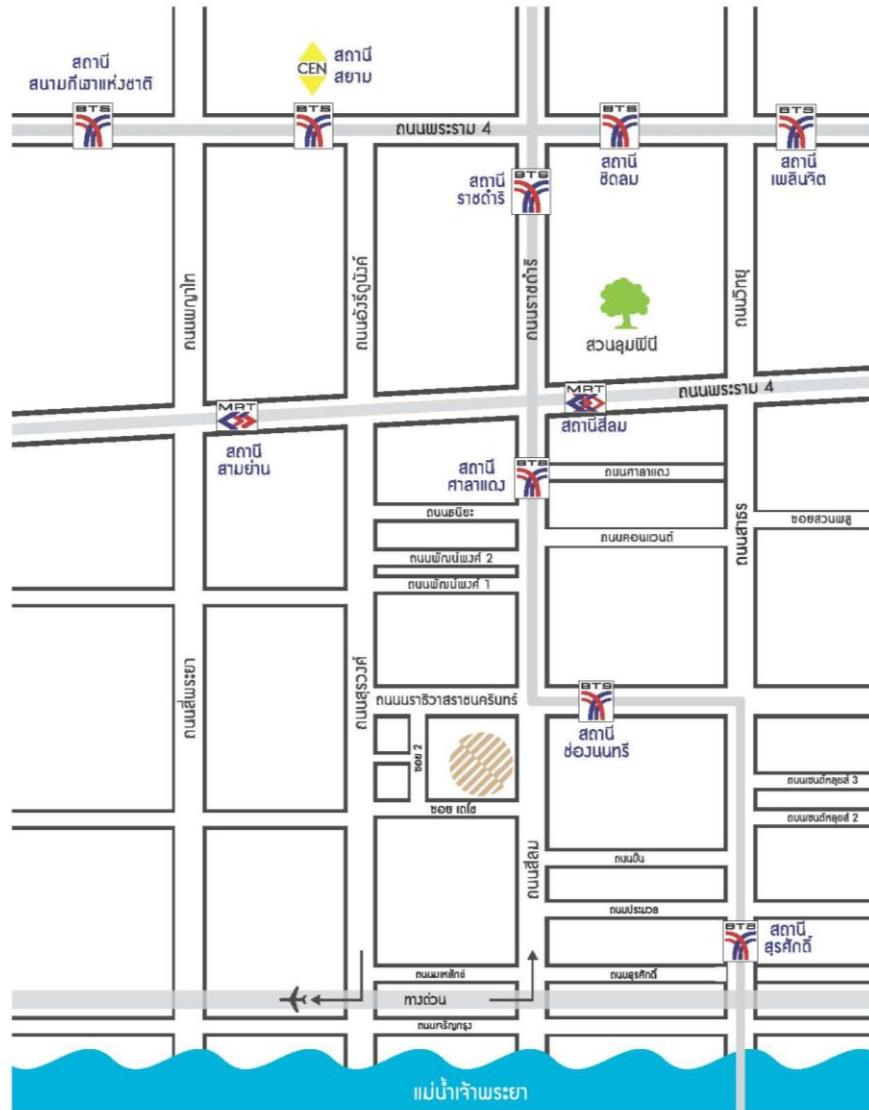 สถานี
สนามกีฬาแห่งชาติ
CEN
สถานี
สยาม
BTS
BTS
ถนนพระราม 4
BTS
BTS
สถานี
ชิดลม
สถานี
เพลินจิต
สถานี
ราชดำริ
BTS
ถนนพญาไท
ถนนอังรีดูนังค์
ถนนราชดำริ
ถนนวิทยุ
สวนลุมพินี
ถนนพระราม 4
MRT
MRT
สถานี
สามย่าน
สถานีสีลม
สถานี
ศาลาแดง
BTS
ถนนศาลาแดง
ถนนธนิยะ
ถนนคอนแวนต์
ถนนสาธร
ซอยสวนพลู
ถนนพัฒน์พงศ์ 2
ถนนพัฒน์พงศ์ 1
ถนนสี่พระยา
ถนนสุรวงศ์
ถนนนราธิวาสราชนครินทร์
BTS
สถานี
ช่องนนทรี
ซอย 2
ซอย เดโช
ถนนเซนต์หลุยส์ 3
ถนนเซนต์หลุยส์ 2
ถนนสีลม
ถนนปั้น
ถนนประมวล
BTS
สถานี
สุรศักดิ์
ถนนมเหสักข์
ถนนสุรศักดิ์
ทางด่วน
ถนนเจริญกรุง
แม่น้ำเจ้าพระยา